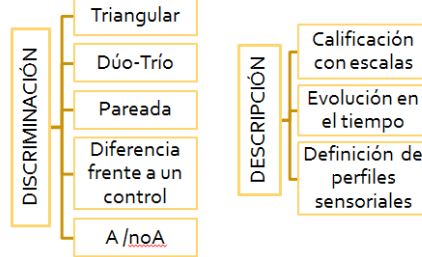 DISCRIMINACIÓN
Triangular
Dúo-Trío
Pareada
Diferencia
frente a un
control
A /noA
DESCRIPCIÓN
Calificación
con escalas
Evolución en
el tiempo
Definición de
perfiles
sensoriales